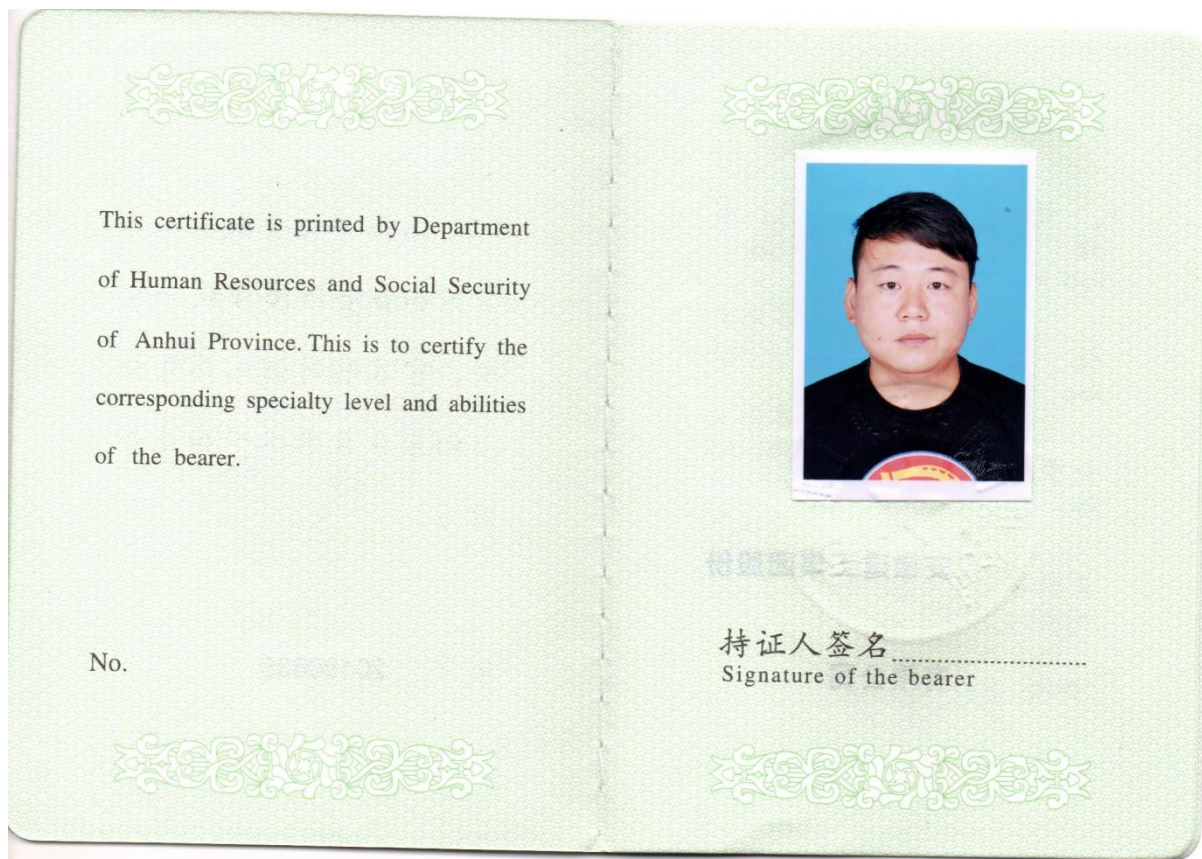 This certificate is printed by Department
of Human Resources and Social Security
of Anhui Province. This is to certify the
corresponding specialty level and abilities
of the bearer.
No.
持证人签名
Signature of the bearer